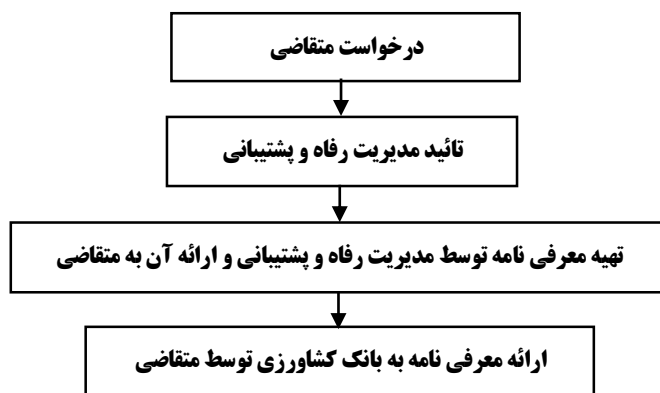 درخواست متقاضی
تائید مدیریت رفاه و پشتیبانی
تهیه معرفی نامه توسط مدیریت رفاه و پشتیبانی و ارائه آن به متقاضی
ارائه معرفی نامه به بانک کشاورزی توسط متقاضی